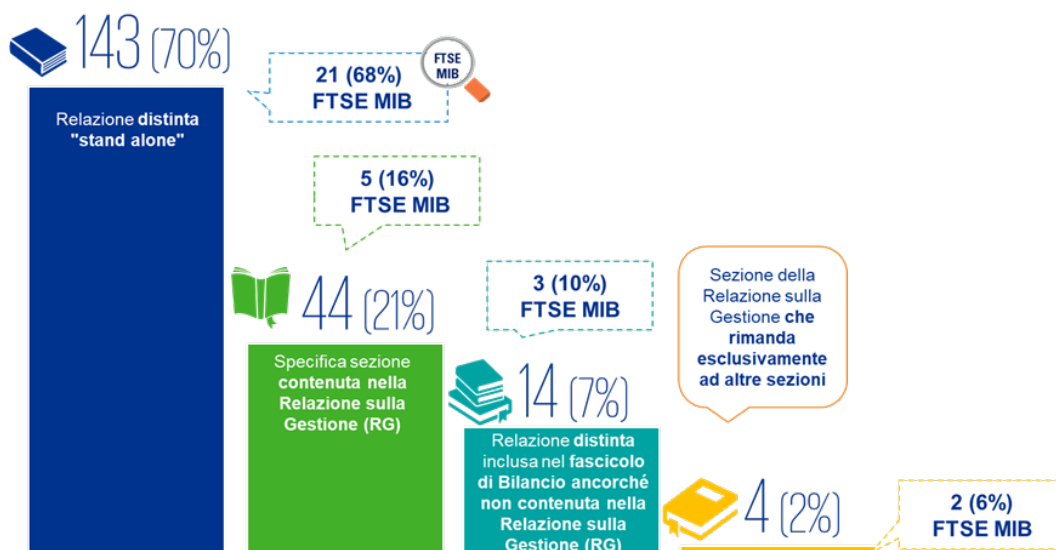 143 (70%)
FTSE
MIB
21 (68%)
FTSE MIB
Relazione distinta
"stand alone"
5 (16%)
FTSE MIB
44 (21%)
Specifica sezione
contenuta nella
Relazione sulla
Gestione (RG)
3 (10%)
FTSE MIB
14 (7%)
Relazione distinta
inclusa nel fascicolo
di Bilancio ancorché
non contenuta nella
Relazione sulla
Gestione (RG)
Sezione della
Relazione sulla
Gestione che
rimanda
esclusivamente
ad altre sezioni
4 (2%)
2 (6%)
FTSE MIB